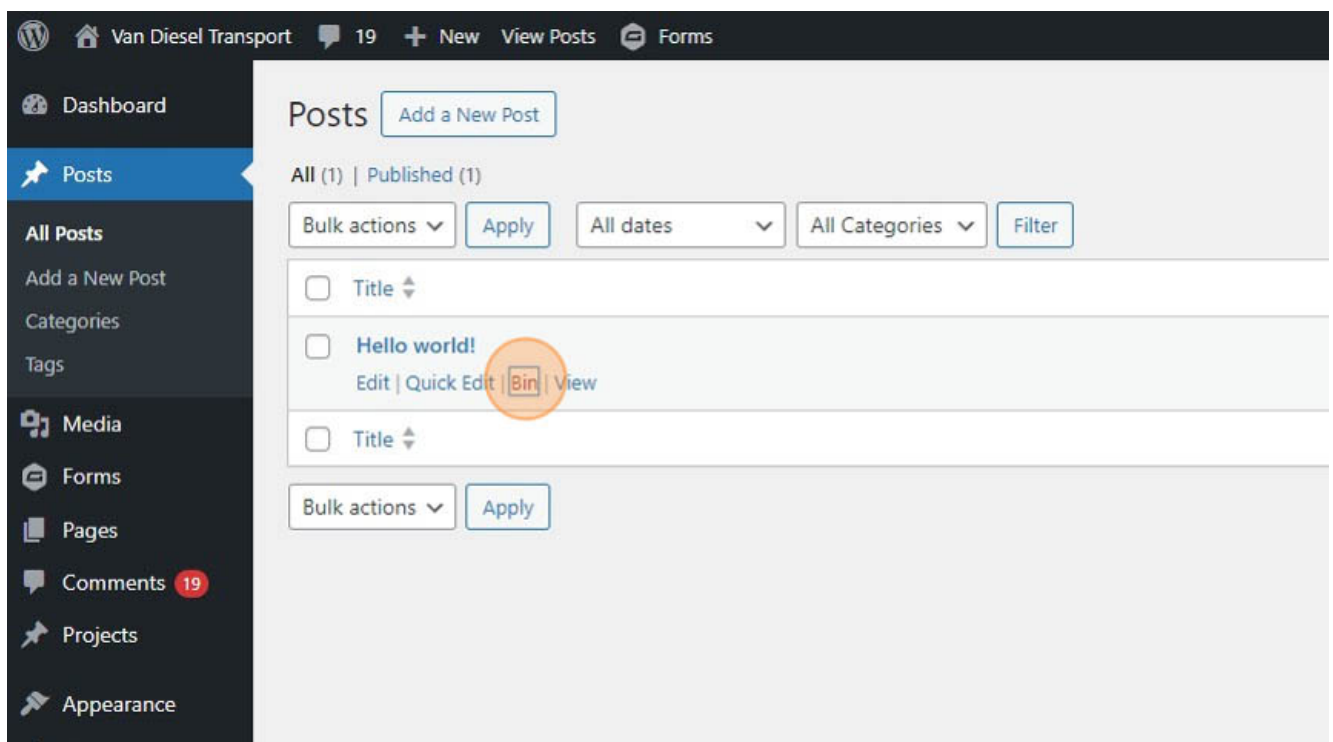 Van Diesel Transport 19 New View Posts Forms
Dashboard
Posts
All Posts
Add a New Post
Categories
Tags
Media
Forms
Pages
Comments 19
Projects
Appearance
Posts Add a New Post
All (1) | Published (1)
Bulk actions Apply All dates All Categories Filter
Title
Hello world!
Edit | Quick Edit | Bin | View
Title
Bulk actions Apply